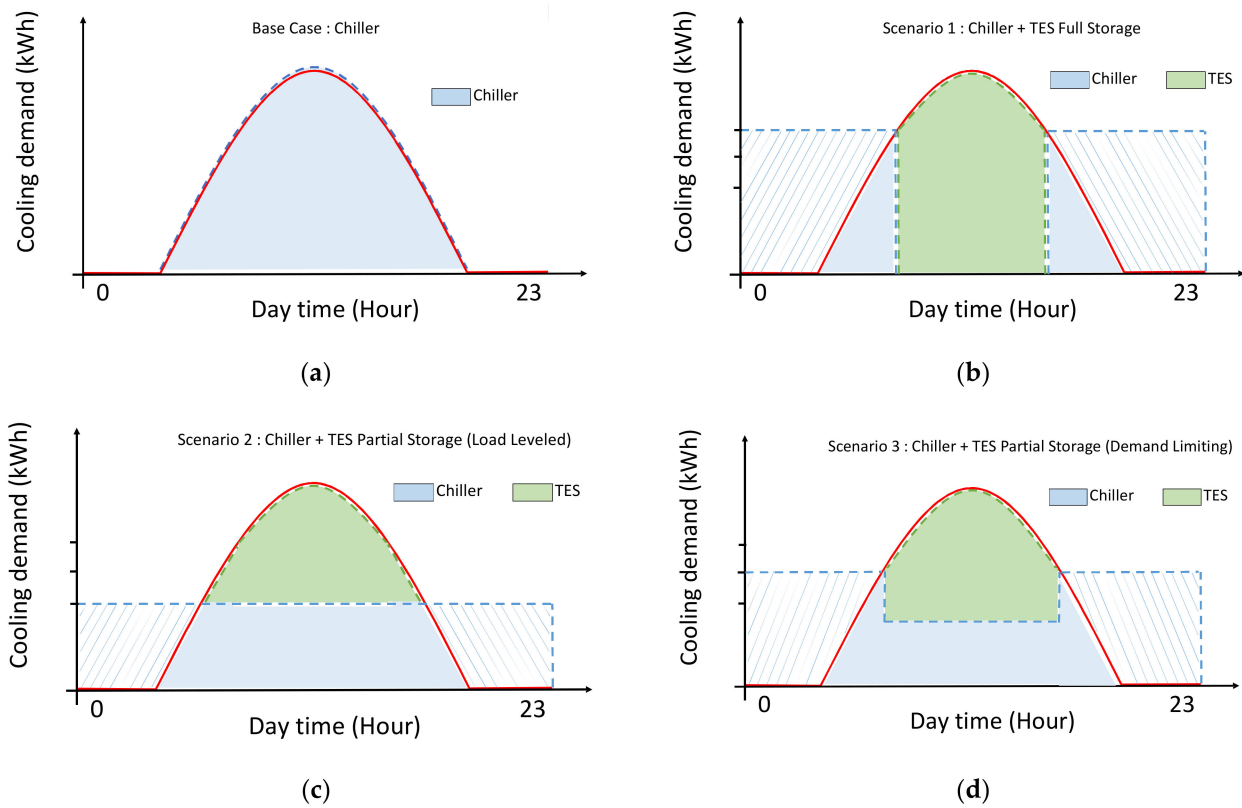 Base Case : Chiller
Cooling demand (kWh)
Chiller
0
23
Day time (Hour)
(a)
Scenario 1 : Chiller + TES Full Storage
Cooling demand (kWh)
Chiller
TES
0
23
Day time (Hour)
(b)
Scenario 2 : Chiller + TES Partial Storage (Load Leveled)
Cooling demand (kWh)
Chiller
TES
0
23
Day time (Hour)
(c)
Scenario 3 : Chiller + TES Partial Storage (Demand Limiting)
Cooling demand (kWh)
Chiller
TES
0
23
Day time (Hour)
(d)